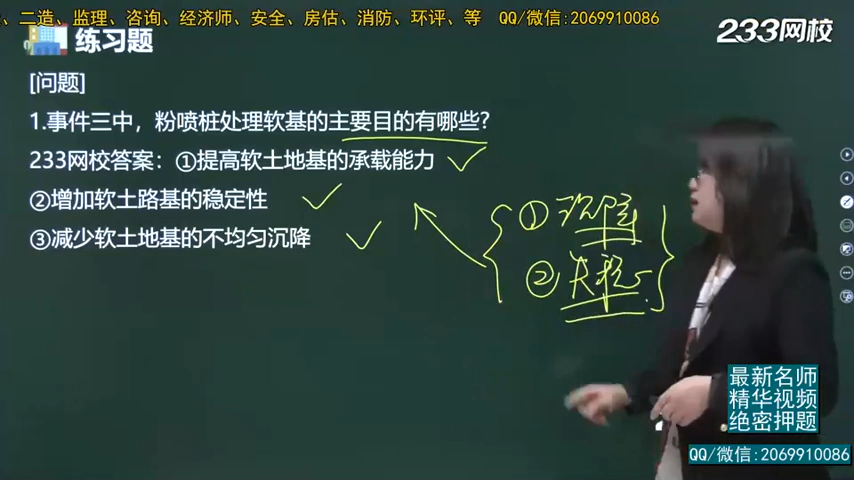 、二造、监理、咨询、经济师、安全、房估、消防、环评、等 QQ/微信:2069910086
练习题
233网校
[问题]
1.事件三中，粉喷桩处理软基的主要目的有哪些?
233网校答案：①提高软土地基的承载能力
②增加软土路基的稳定性
③减少软土地基的不均匀沉降
①沉降
②失稳
最新名师
精华视频
绝密押题
QQ/微信:2069910086